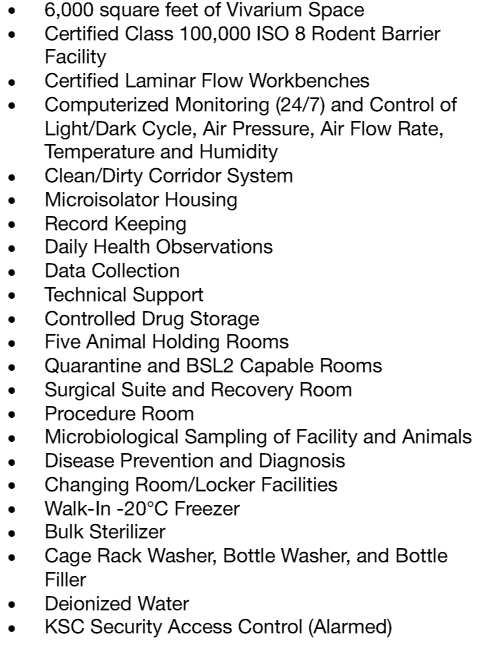 • 6,000 square feet of Vivarium Space
• Certified Class 100,000 ISO 8 Rodent Barrier
Facility
• Certified Laminar Flow Workbenches
• Computerized Monitoring (24/7) and Control of
Light/Dark Cycle, Air Pressure, Air Flow Rate,
Temperature and Humidity
• Clean/Dirty Corridor System
• Microisolator Housing
• Record Keeping
• Daily Health Observations
• Data Collection
• Technical Support
• Controlled Drug Storage
• Five Animal Holding Rooms
• Quarantine and BSL2 Capable Rooms
• Surgical Suite and Recovery Room
• Procedure Room
• Microbiological Sampling of Facility and Animals
• Disease Prevention and Diagnosis
• Changing Room/Locker Facilities
• Walk-In -20°C Freezer
• Bulk Sterilizer
• Cage Rack Washer, Bottle Washer, and Bottle
Filler
• Deionized Water
• KSC Security Access Control (Alarmed)